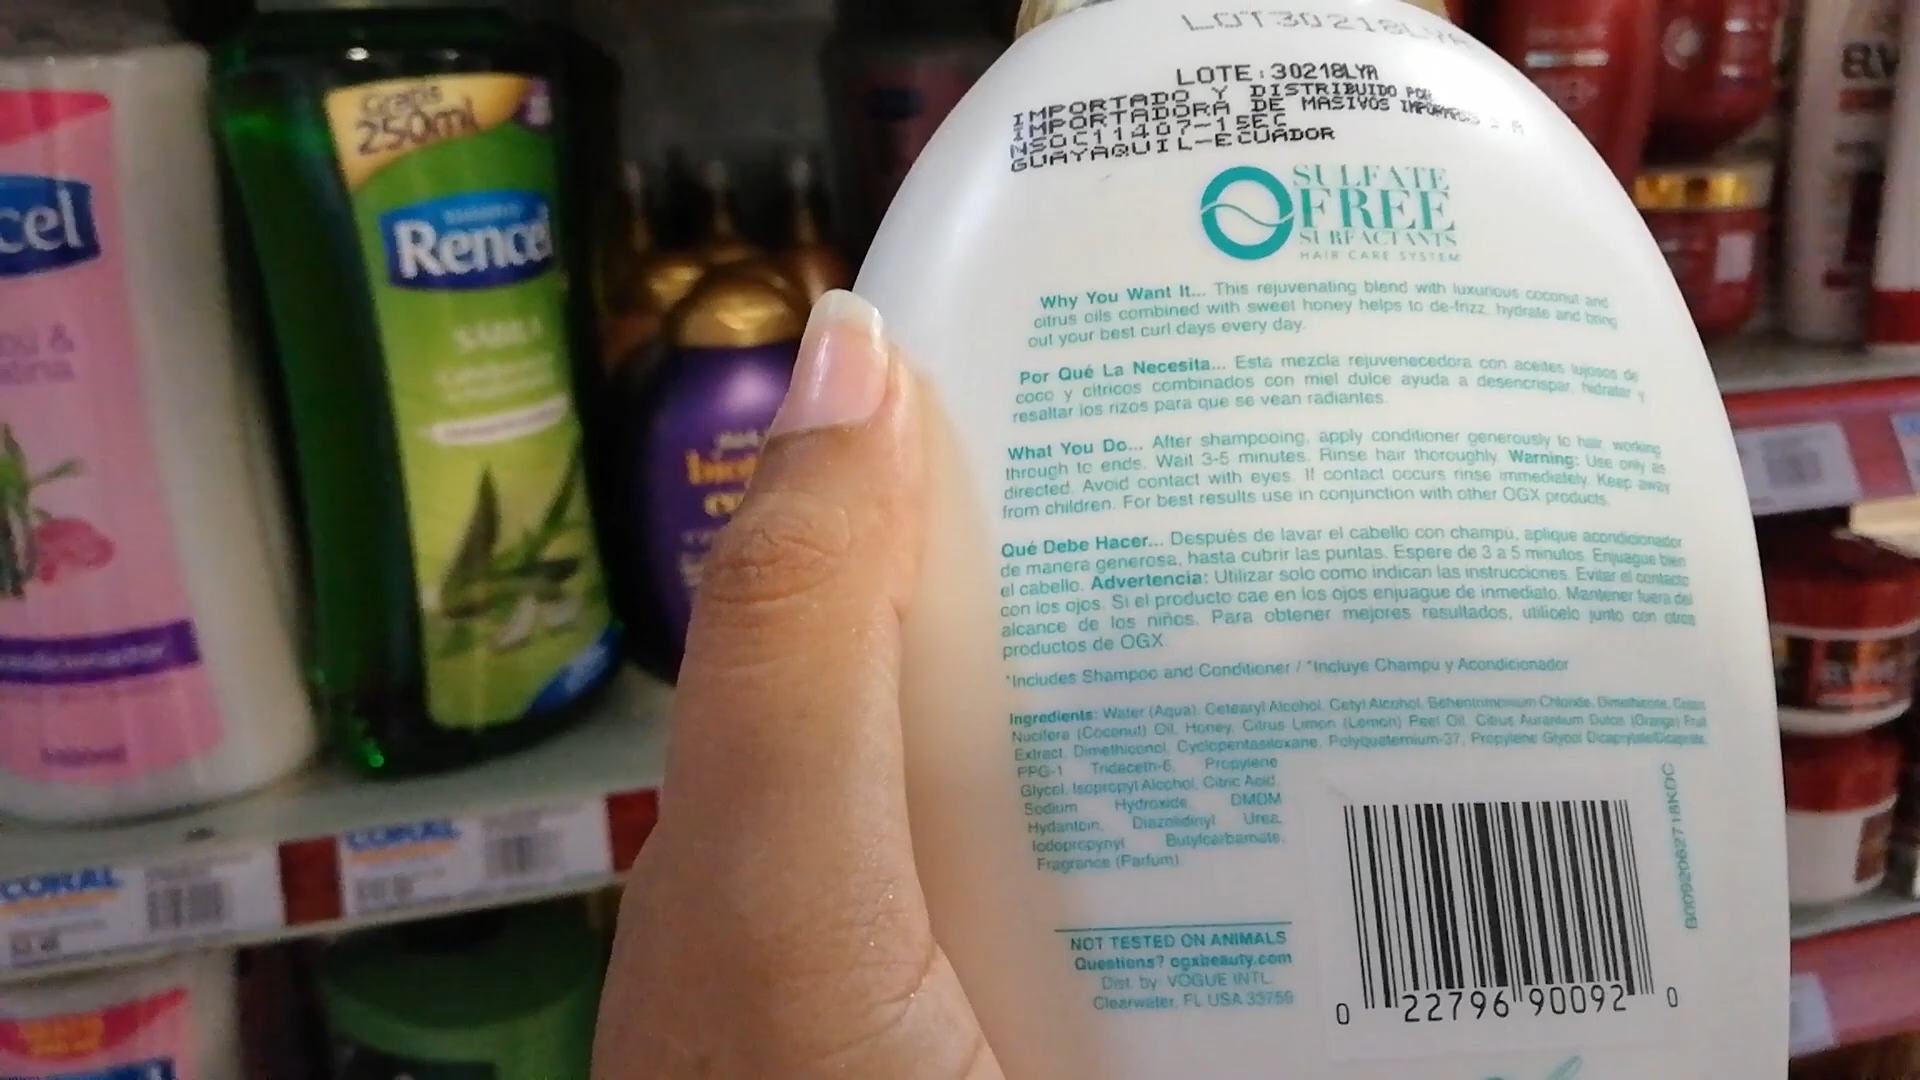 LOT30218LYA
LOTE:30218LYA
IMPORTADO Y DISTRIBUIDO POR
IMPORTADORA DE MASIVOS
NSOC11407-15EC
GUAYAQUIL-ECUADOR
SULFATE
FREE
SURFACTANTS
HAIR CARE SYSTEM
Why You Want It... This rejuvenating blend with luxurious coconut and
citrus oils combined with sweet honey helps to de-frizz, hydrate and bring
out your best curl days every day.
Por Qué La Necesita... Esta mezcla rejuvenecedora con aceites lujosos de
coco y cítricos combinados con miel dulce ayuda a desencrispar, hidratar y
resaltar los rizos para que se vean radiantes.
What You Do... After shampooing, apply conditioner generously to hair, working
through to ends. Wait 3-5 minutes. Rinse hair thoroughly. Warning: Use only as
directed. Avoid contact with eyes. If contact occurs rinse immediately. Keep away
from children. For best results use in conjunction with other OGX products.
Qué Debe Hacer... Después de lavar el cabello con champú, aplique acondicionador
de manera generosa, hasta cubrir las puntas. Espere de 3 a 5 minutos. Enjuague bien
el cabello. Advertencia: Utilizar solo como indican las instrucciones. Evitar el contacto
con los ojos. Si el producto cae en los ojos enjuague de inmediato. Mantener fuera del
alcance de los niños. Para obtener mejores resultados, utilícelo junto con otros
productos de OGX
*Includes Shampoo and Conditioner / *Incluye Champú y Acondicionador
Ingredients: Water (Aqua), Cetearyl Alcohol, Cetyl Alcohol, Behentrimonium Chloride, Dimethicone, Cocos
Nucifera (Coconut) Oil, Honey, Citrus Limon (Lemon) Peel Oil, Citrus Aurantium Dulcis (Orange) Fruit
Extract, Dimethiconol, Cyclopentasiloxane, Polyquaternium-37, Propylene Glycol Dicaprylate/Dicaprate,
PPG-1 Trideceth-6, Propylene
Glycol, Isopropyl Alcohol, Citric Acid,
Sodium Hydroxide, DMDM
Hydantoin, Diazolidinyl Urea,
Iodopropynyl Butylcarbamate,
Fragrance (Parfum)
NOT TESTED ON ANIMALS
Questions? ogxbeauty.com
Dist. by: VOGUE INTL
Clearwater, FL USA 33759
0 22796 90092 0
Gratis
250ml
Rencel
SÁBILA
cel
CORAL
CORAL